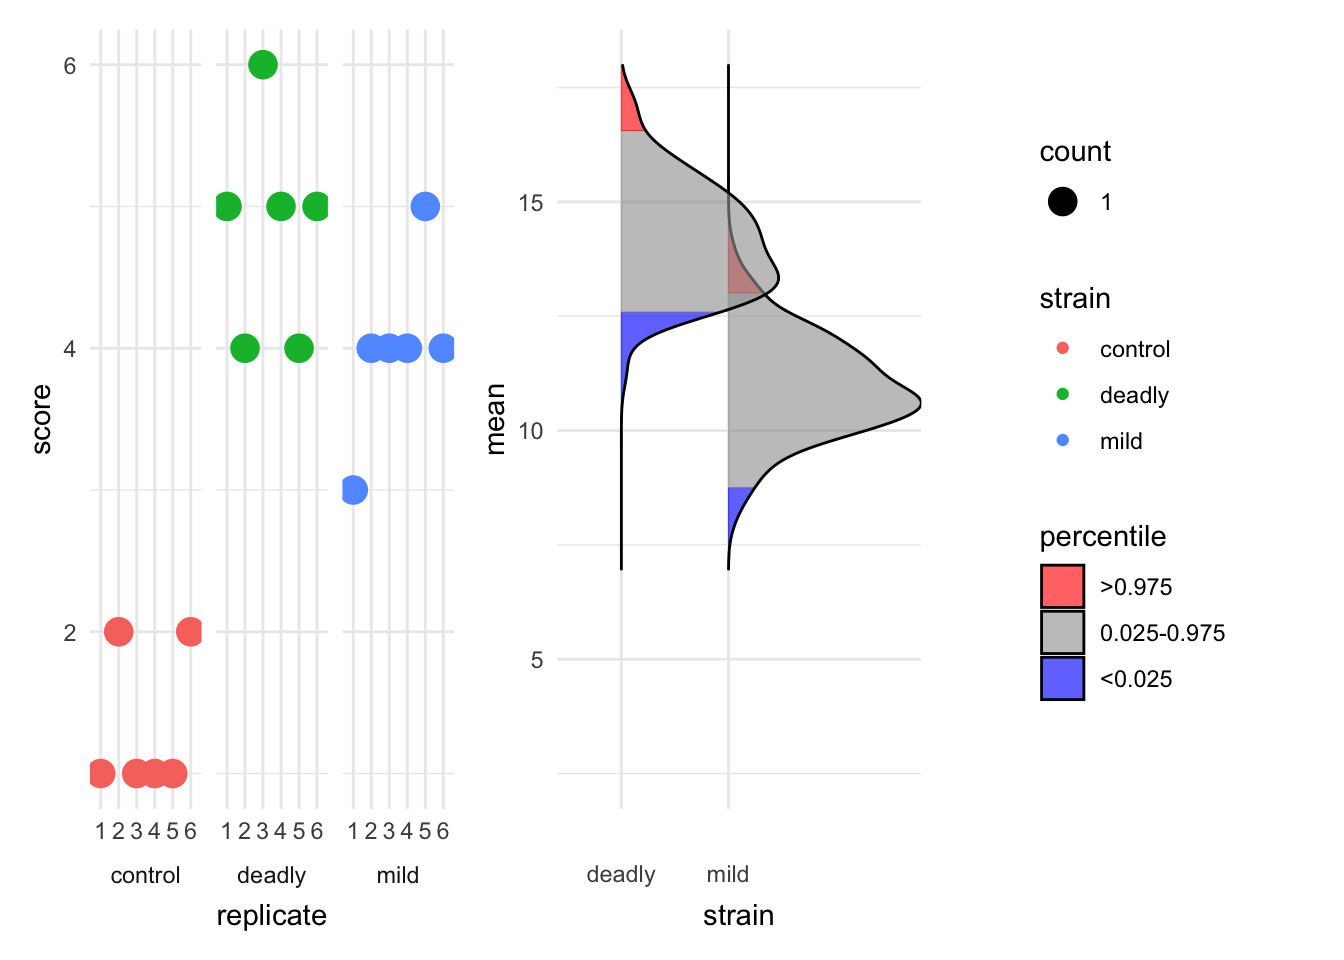 score
6
4
2
1 2 3 4 5 6
1 2 3 4 5 6
1 2 3 4 5 6
control
deadly
mild
replicate
mean
15
10
5
deadly
mild
strain
count
1
strain
control
deadly
mild
percentile
>0.975
0.025-0.975
<0.025